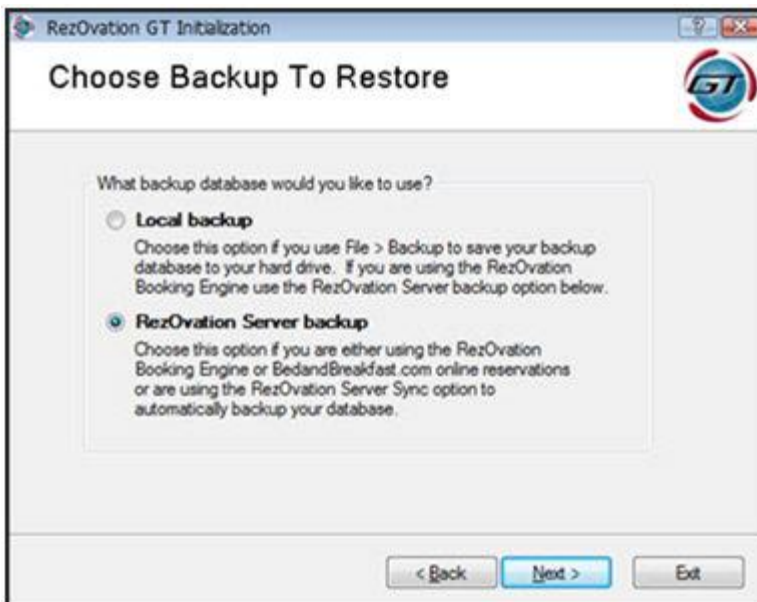 RezOvation GT Initialization
Choose Backup To Restore
GT
What backup database would you like to use?
Local backup
Choose this option if you use File > Backup to save your backup
database to your hard drive. If you are using the RezOvation
Booking Engine use the RezOvation Server backup option below.
RezOvation Server backup
Choose this option if you are either using the RezOvation
Booking Engine or BedandBreakfast.com online reservations
or are using the RezOvation Server Sync option to
automatically backup your database.
< Back Next > Exit